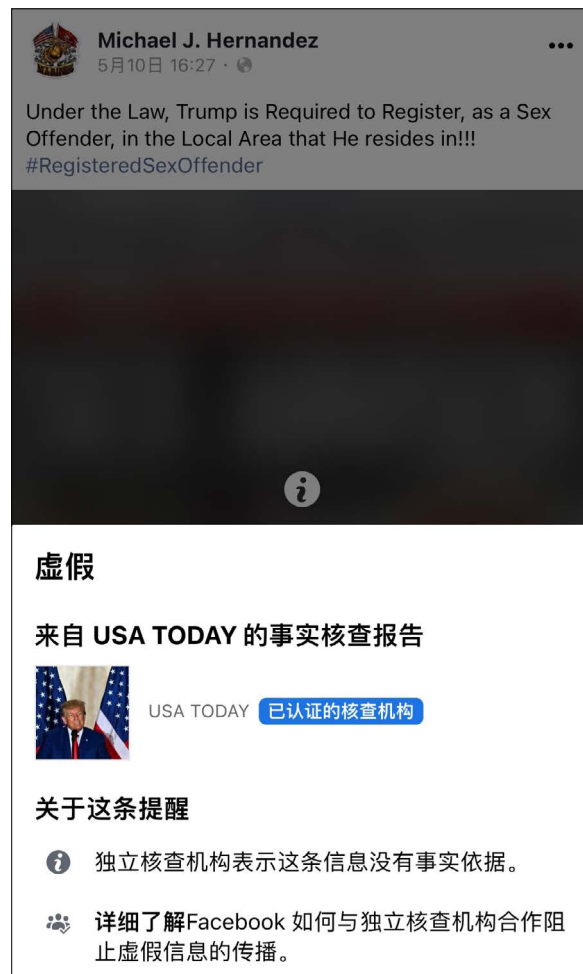 Michael J. Hernandez
5月10日 16:27 ·
Under the Law, Trump is Required to Register, as a Sex
Offender, in the Local Area that He resides in!!!
#RegisteredSexOffender
虚假
来自 USA TODAY 的事实核查报告
USA TODAY 已认证的核查机构
关于这条提醒
独立核查机构表示这条信息没有事实依据。
详细了解Facebook 如何与独立核查机构合作阻
止虚假信息的传播。